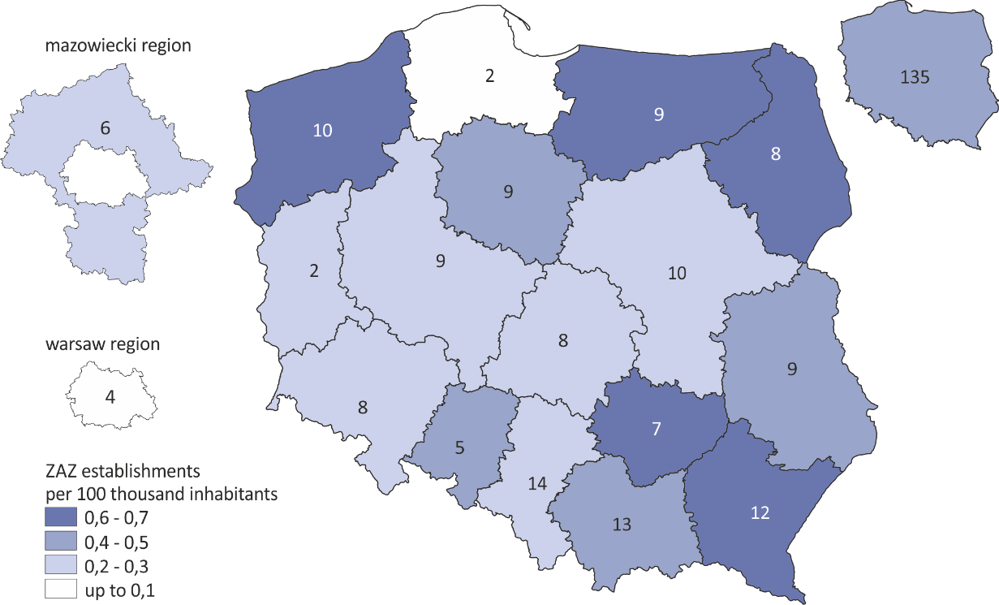 mazowiecki region
6
warsaw region
4
ZAZ establishments
per 100 thousand inhabitants
0,6 - 0,7
0,4 - 0,5
0,2 - 0,3
up to 0,1
2
135
10
9
8
9
2
9
10
8
9
8
7
5
14
13
12